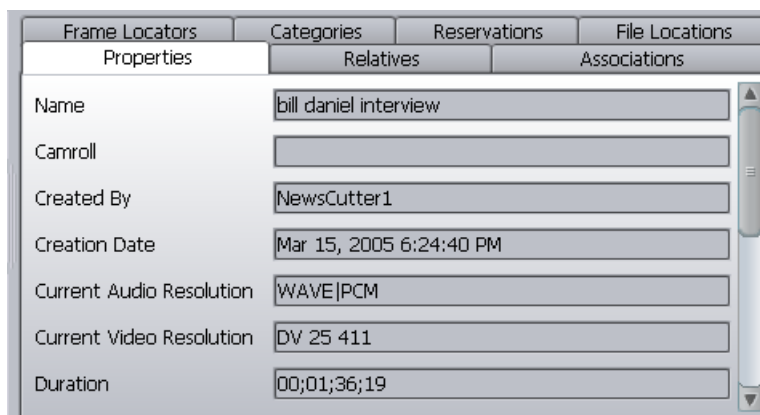 Frame Locators Categories Reservations File Locations
Properties Relatives Associations
Name bill daniel interview
Camroll
Created By NewsCutter1
Creation Date Mar 15, 2005 6:24:40 PM
Current Audio Resolution WAVE|PCM
Current Video Resolution DV 25 411
Duration 00;01;36;19